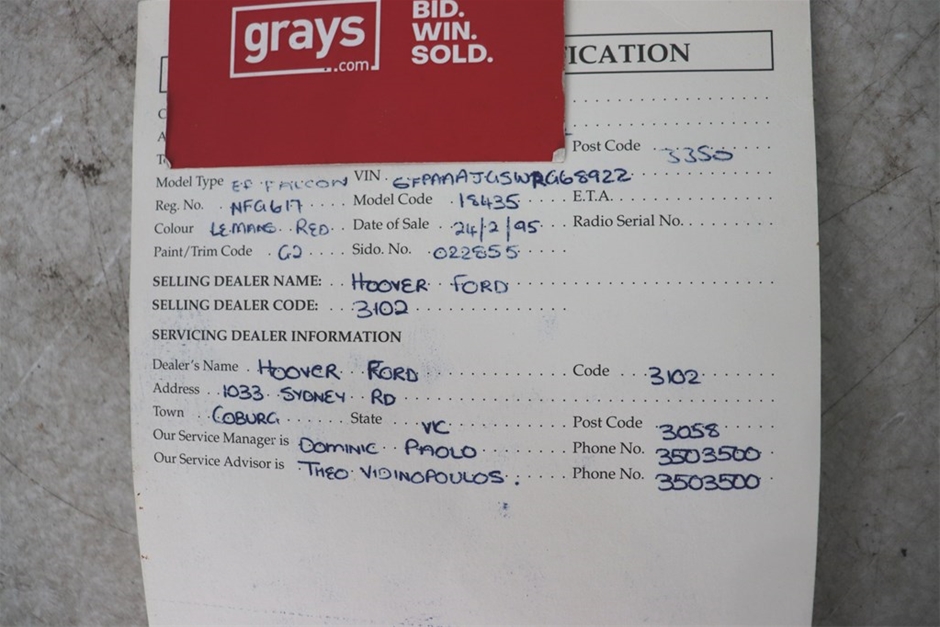 grays
.com
BID.
WIN.
SOLD.
ICATION
Post Code 3350
Model Type EF FALCON VIN 6FPAAAJGSWRG68922
Reg. No. NFG617 Model Code 18435 E.T.A.
Colour LEMANS RED Date of Sale 24/2/95 Radio Serial No.
Paint/Trim Code G2 Sido. No. 022855
SELLING DEALER NAME: HOOVER FORD
SELLING DEALER CODE: 3102
SERVICING DEALER INFORMATION
Dealer's Name HOOVER FORD Code 3102
Address 1033 SYDNEY RD
Town COBURG State VIC Post Code 3058
Our Service Manager is DOMINIC PAOLO Phone No. 3503500
Our Service Advisor is THEO VIDINOPOULOS. Phone No. 3503500